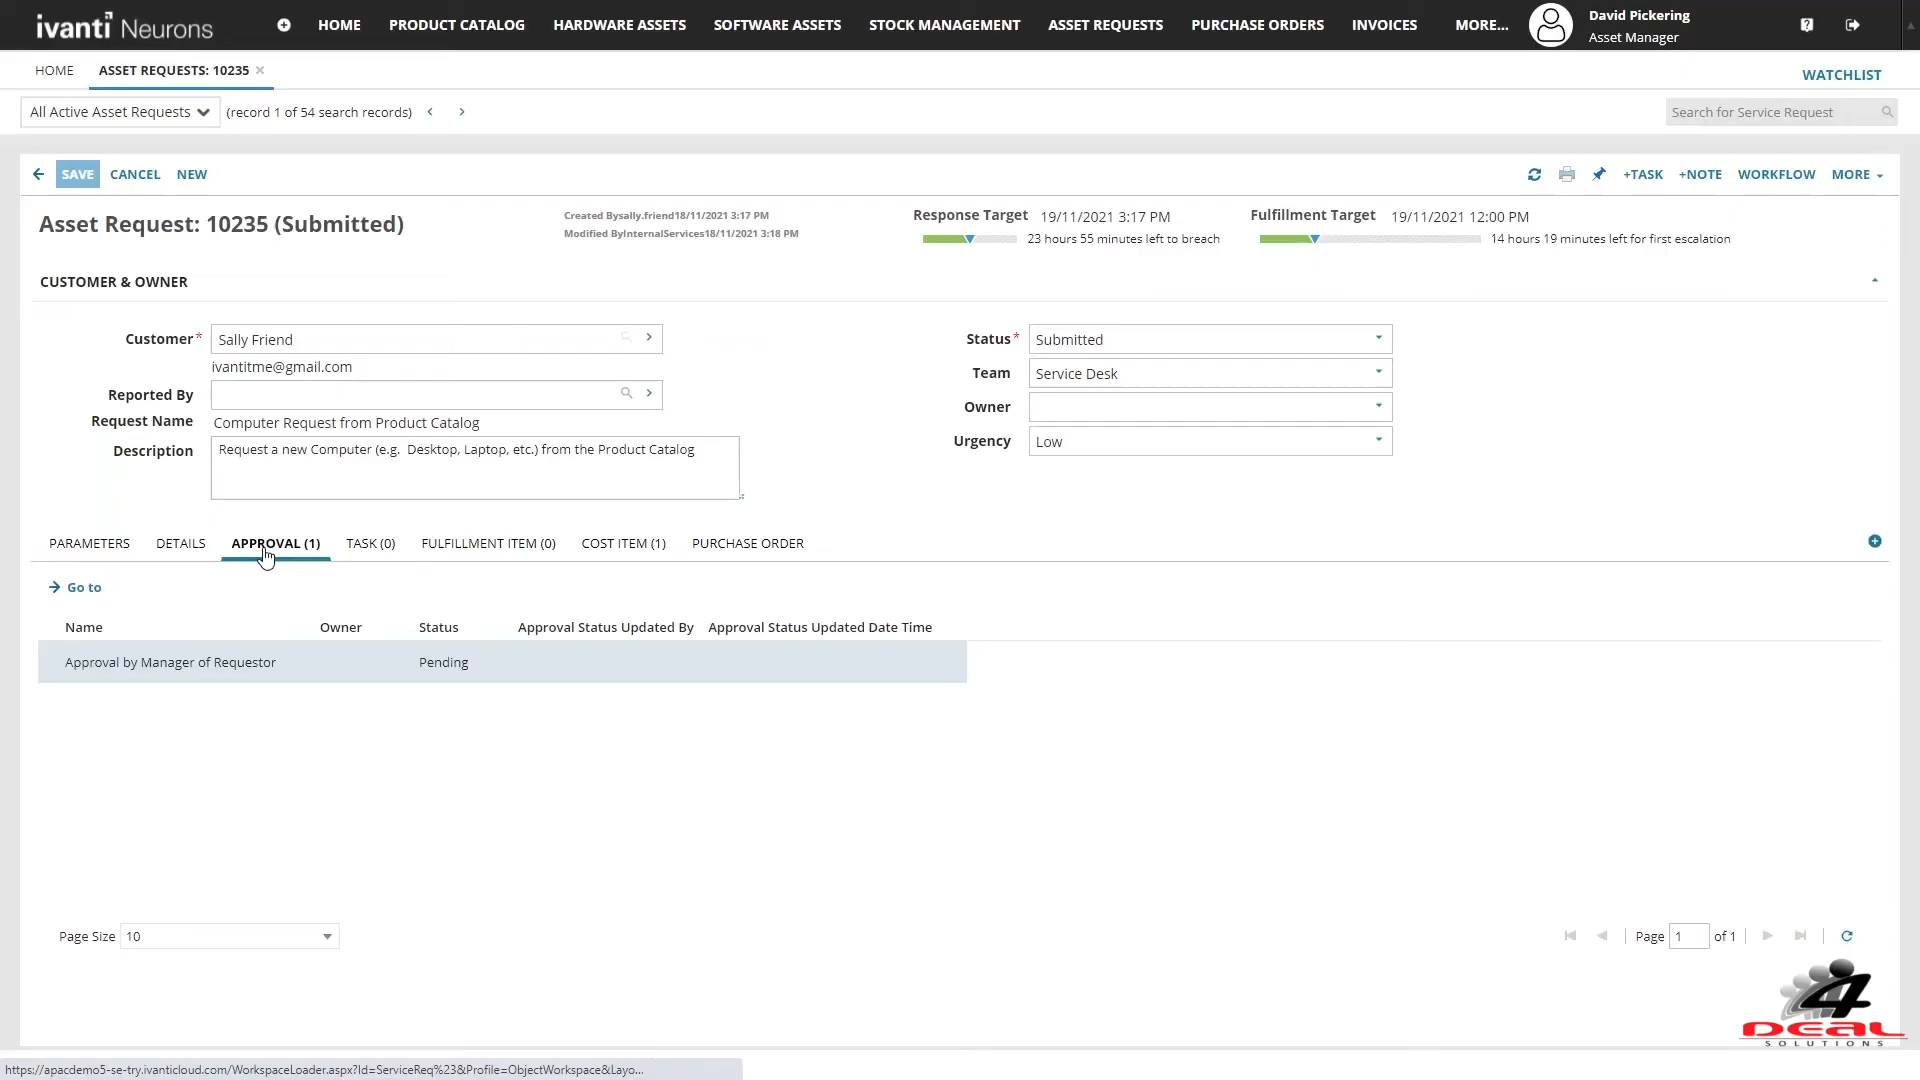 ivanti Neurons
HOME PRODUCT CATALOG HARDWARE ASSETS SOFTWARE ASSETS STOCK MANAGEMENT ASSET REQUESTS PURCHASE ORDERS INVOICES MORE...
David Pickering
Asset Manager
HOME ASSET REQUESTS: 10235
WATCHLIST
All Active Asset Requests (record 1 of 54 search records)
Search for Service Request
SAVE CANCEL NEW
+TASK +NOTE WORKFLOW MORE
Asset Request: 10235 (Submitted)
Created Bysally.friend18/11/2021 3:17 PM
Modified ByInternalServices18/11/2021 3:18 PM
Response Target 19/11/2021 3:17 PM
23 hours 55 minutes left to breach
Fulfillment Target 19/11/2021 12:00 PM
14 hours 19 minutes left for first escalation
CUSTOMER & OWNER
Customer* Sally Friend
ivantitme@gmail.com
Reported By
Request Name Computer Request from Product Catalog
Description Request a new Computer (e.g. Desktop, Laptop, etc.) from the Product Catalog
Status* Submitted
Team Service Desk
Owner
Urgency Low
PARAMETERS DETAILS APPROVAL (1) TASK (0) FULFILLMENT ITEM (0) COST ITEM (1) PURCHASE ORDER
Go to
Name Owner Status Approval Status Updated By Approval Status Updated Date Time
Approval by Manager of Requestor Pending
Page Size 10
Page 1 of 1
4
DEAL
SOLUTIONS
https://apacdemo5-se-try.ivanticloud.com/WorkspaceLoader.aspx?Id=ServiceReq%23&Profile=ObjectWorkspace&Layo...